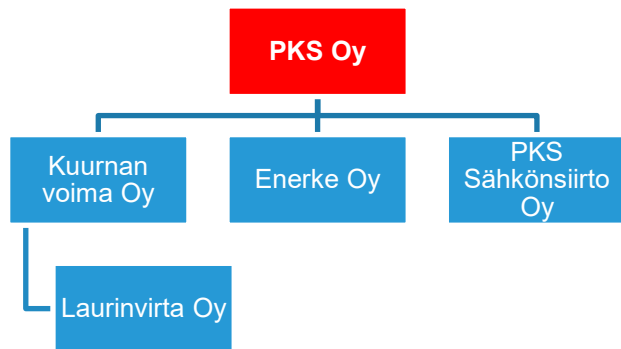 PKS Oy
Kuurnan
voima Oy
Enerke Oy
PKS
Sähkönsiirto
Oy
Laurinvirta Oy